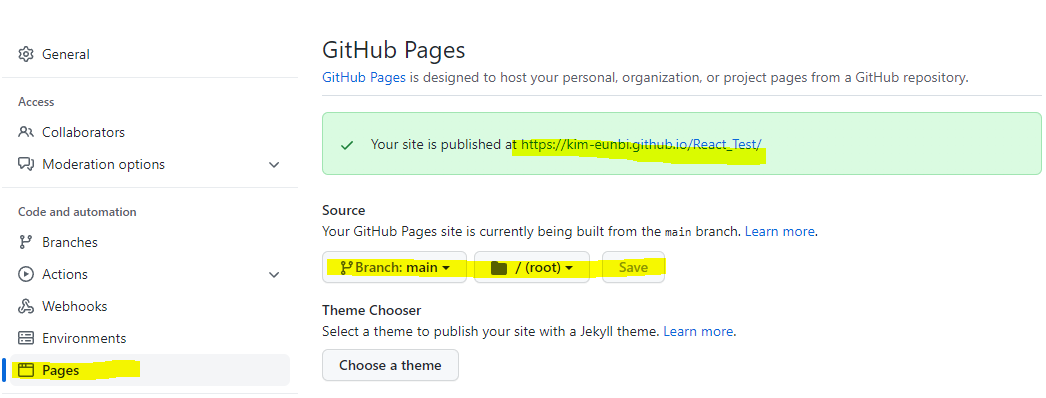 General
Access
Collaborators
Moderation options
Code and automation
Branches
Actions
Webhooks
Environments
Pages
GitHub Pages
GitHub Pages is designed to host your personal, organization, or project pages from a GitHub repository.
Your site is published at https://kim-eunbi.github.io/React_Test/
Source
Your GitHub Pages site is currently being built from the main branch. Learn more.
Branch: main / (root) Save
Theme Chooser
Select a theme to publish your site with a Jekyll theme. Learn more.
Choose a theme